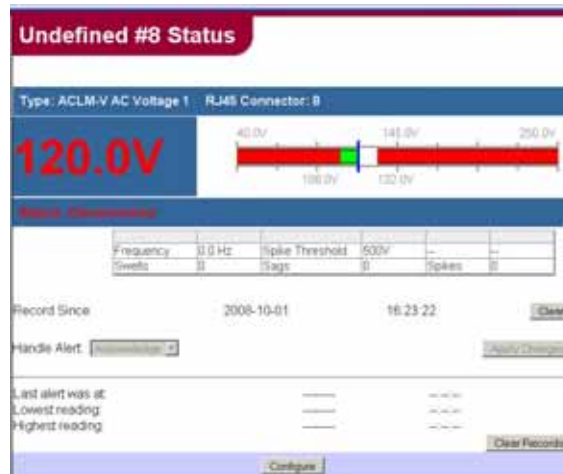 Undefined #8 Status
Type: ACLM-V AC Voltage 1 RJ45 Connector: 8
120.0V
40.0V 145.0V 250.0V
108.0V 132.0V
Frequency 0.0 Hz Spike Threshold 500V -- --
Swells 0 Sags 0 Spikes 0
Record Since 2008-10-01 16:23:22 Clear
Handle Alert: Acknowledge Apply Changes
Last alert was at: ------ --:--:--
Lowest reading: ------ --:--:--
Highest reading: ------ --:--:--
Clear Records
Configure